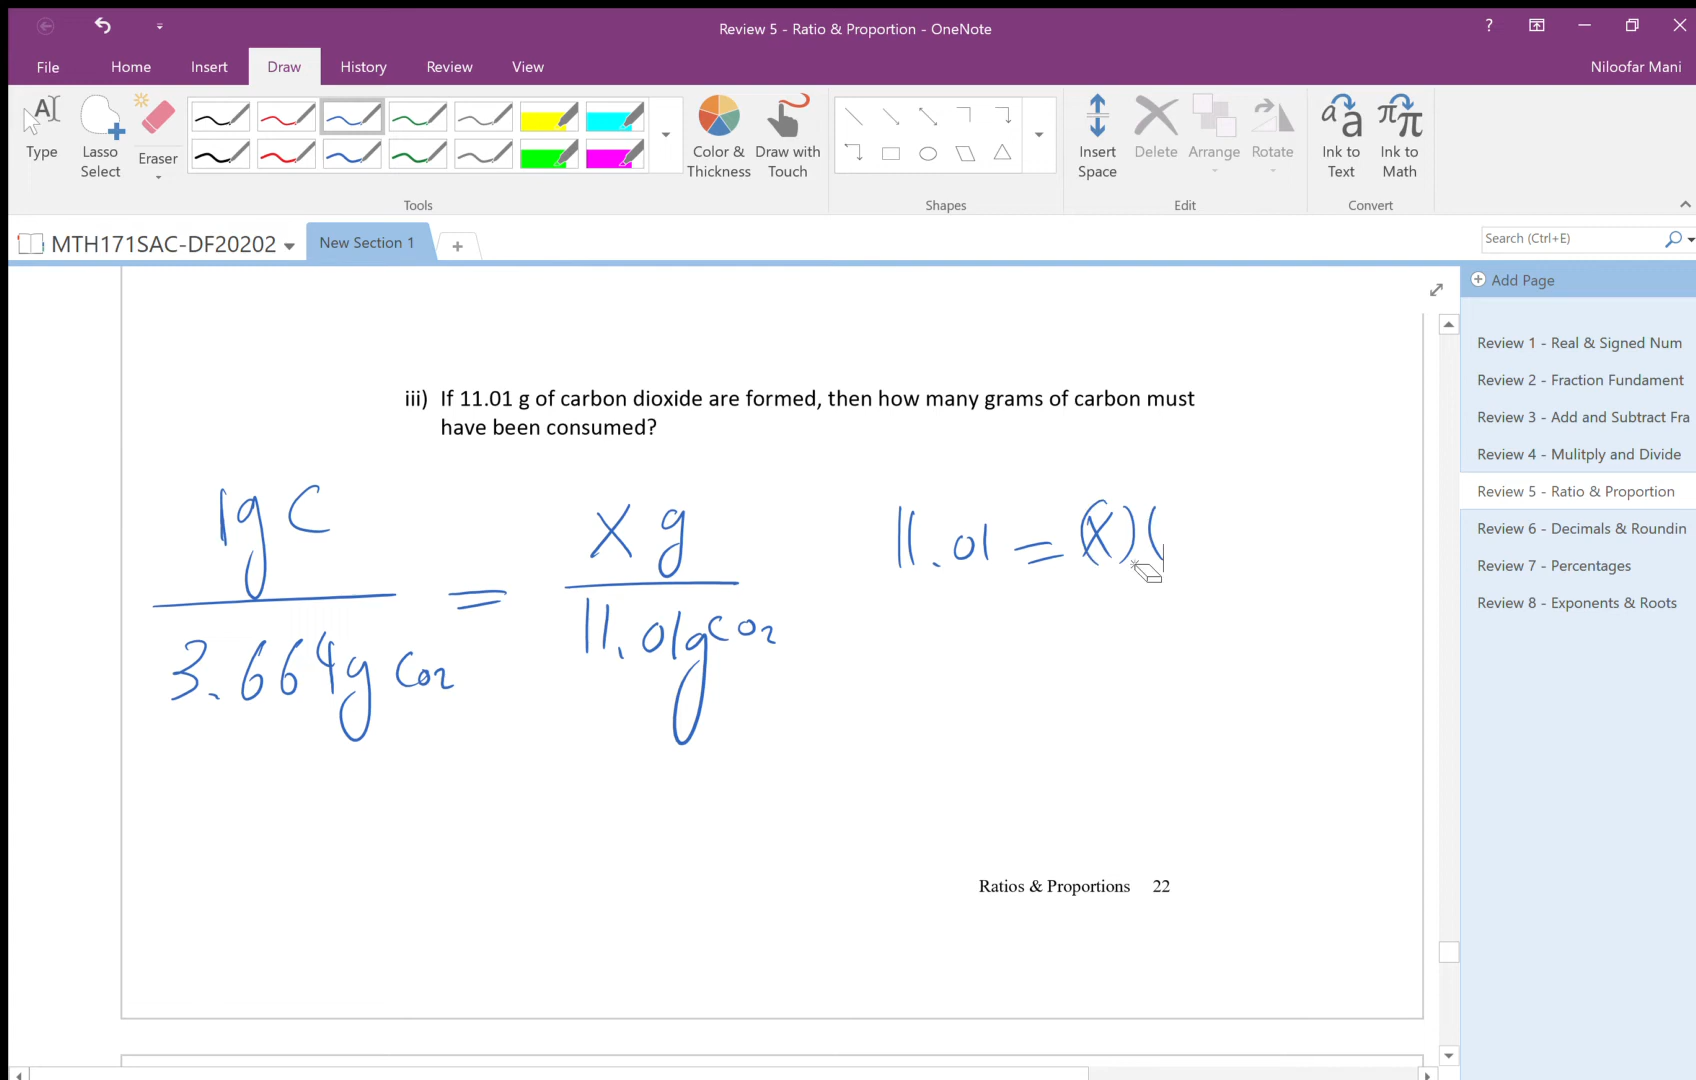 Review 5 - Ratio & Proportion - OneNote
?
File Home Insert Draw History Review View
Niloofar Mani
Type
Lasso Select
Eraser
Color & Thickness
Draw with Touch
Insert Space
Delete
Arrange
Rotate
Ink to Text
Ink to Math
Tools
Shapes
Edit
Convert
MTH171SAC-DF20202
New Section 1
+
Search (Ctrl+E)
Add Page
Review 1 - Real & Signed Num
Review 2 - Fraction Fundament
Review 3 - Add and Subtract Fra
Review 4 - Mulitply and Divide
Review 5 - Ratio & Proportion
Review 6 - Decimals & Roundin
Review 7 - Percentages
Review 8 - Exponents & Roots
iii) If 11.01 g of carbon dioxide are formed, then how many grams of carbon must
have been consumed?
1g C
3.664g CO2
=
X g
11.01g CO2
11.01 = (X)(
Ratios & Proportions 22